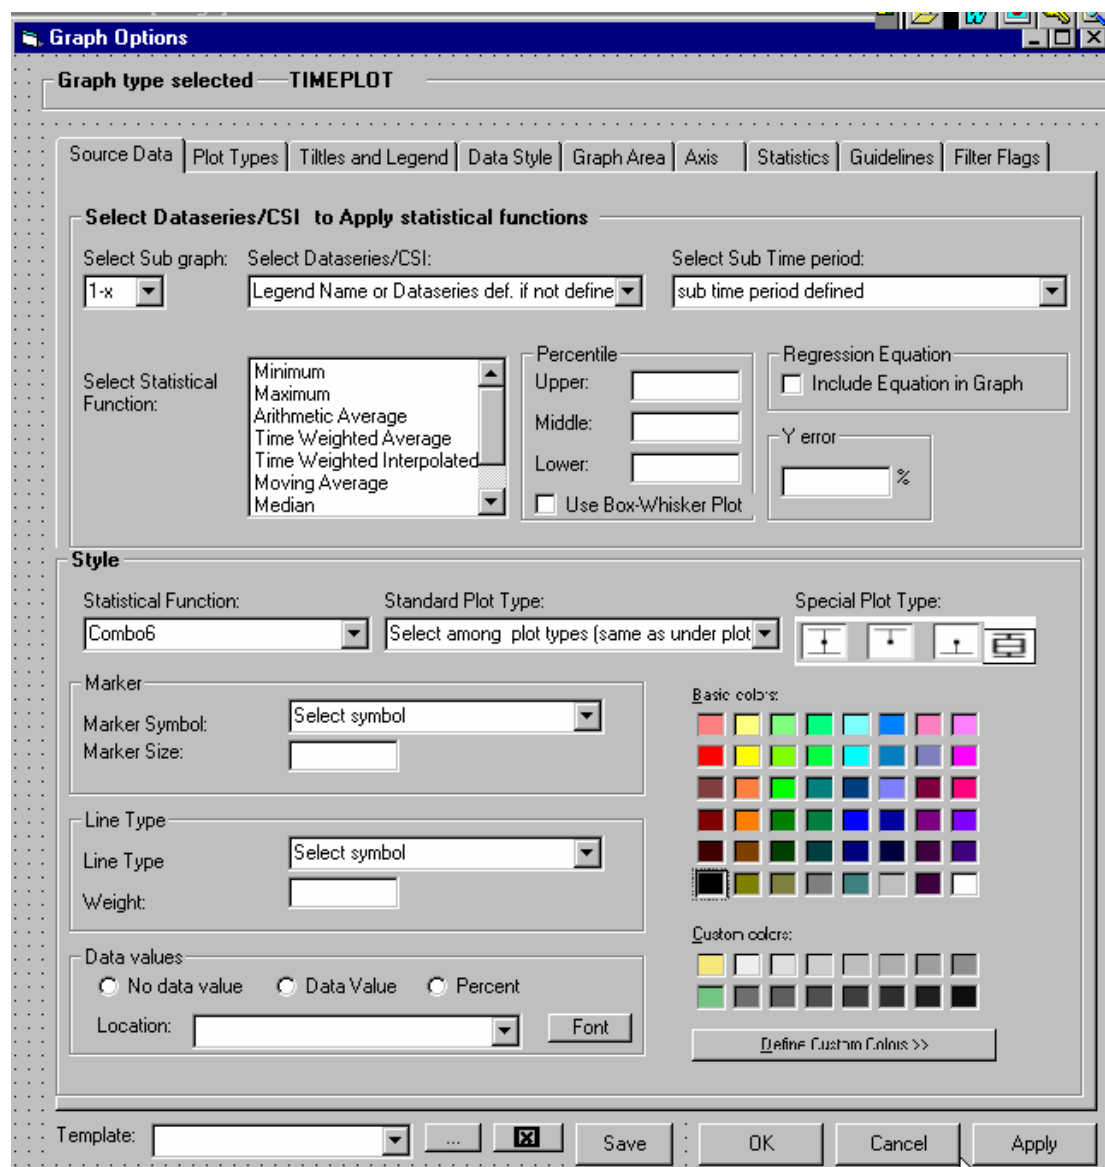 Graph Options
Graph type selected TIMEPLOT
Source Data Plot Types Tiltles and Legend Data Style Graph Area Axis Statistics Guidelines Filter Flags
Select Dataseries/CSI to Apply statistical functions
Select Sub graph: Select Dataseries/CSI: Select Sub Time period:
1-x Legend Name or Dataseries def. if not define sub time period defined
Select Statistical
Function:
Minimum
Maximum
Arithmetic Average
Time Weighted Average
Time Weighted Interpolated
Moving Average
Median
Percentile
Upper:
Middle:
Lower:
Use Box-Whisker Plot
Regression Equation
Include Equation in Graph
Y error
%
Style
Statistical Function: Standard Plot Type: Special Plot Type:
Combo6 Select among plot types (same as under plot
Marker
Marker Symbol: Select symbol
Marker Size:
Line Type
Line Type Select symbol
Weight:
Data values
No data value Data Value Percent
Location: Font
Basic colors:
Custom colors:
Define Custom Colors >>
Template: ... Save OK Cancel Apply